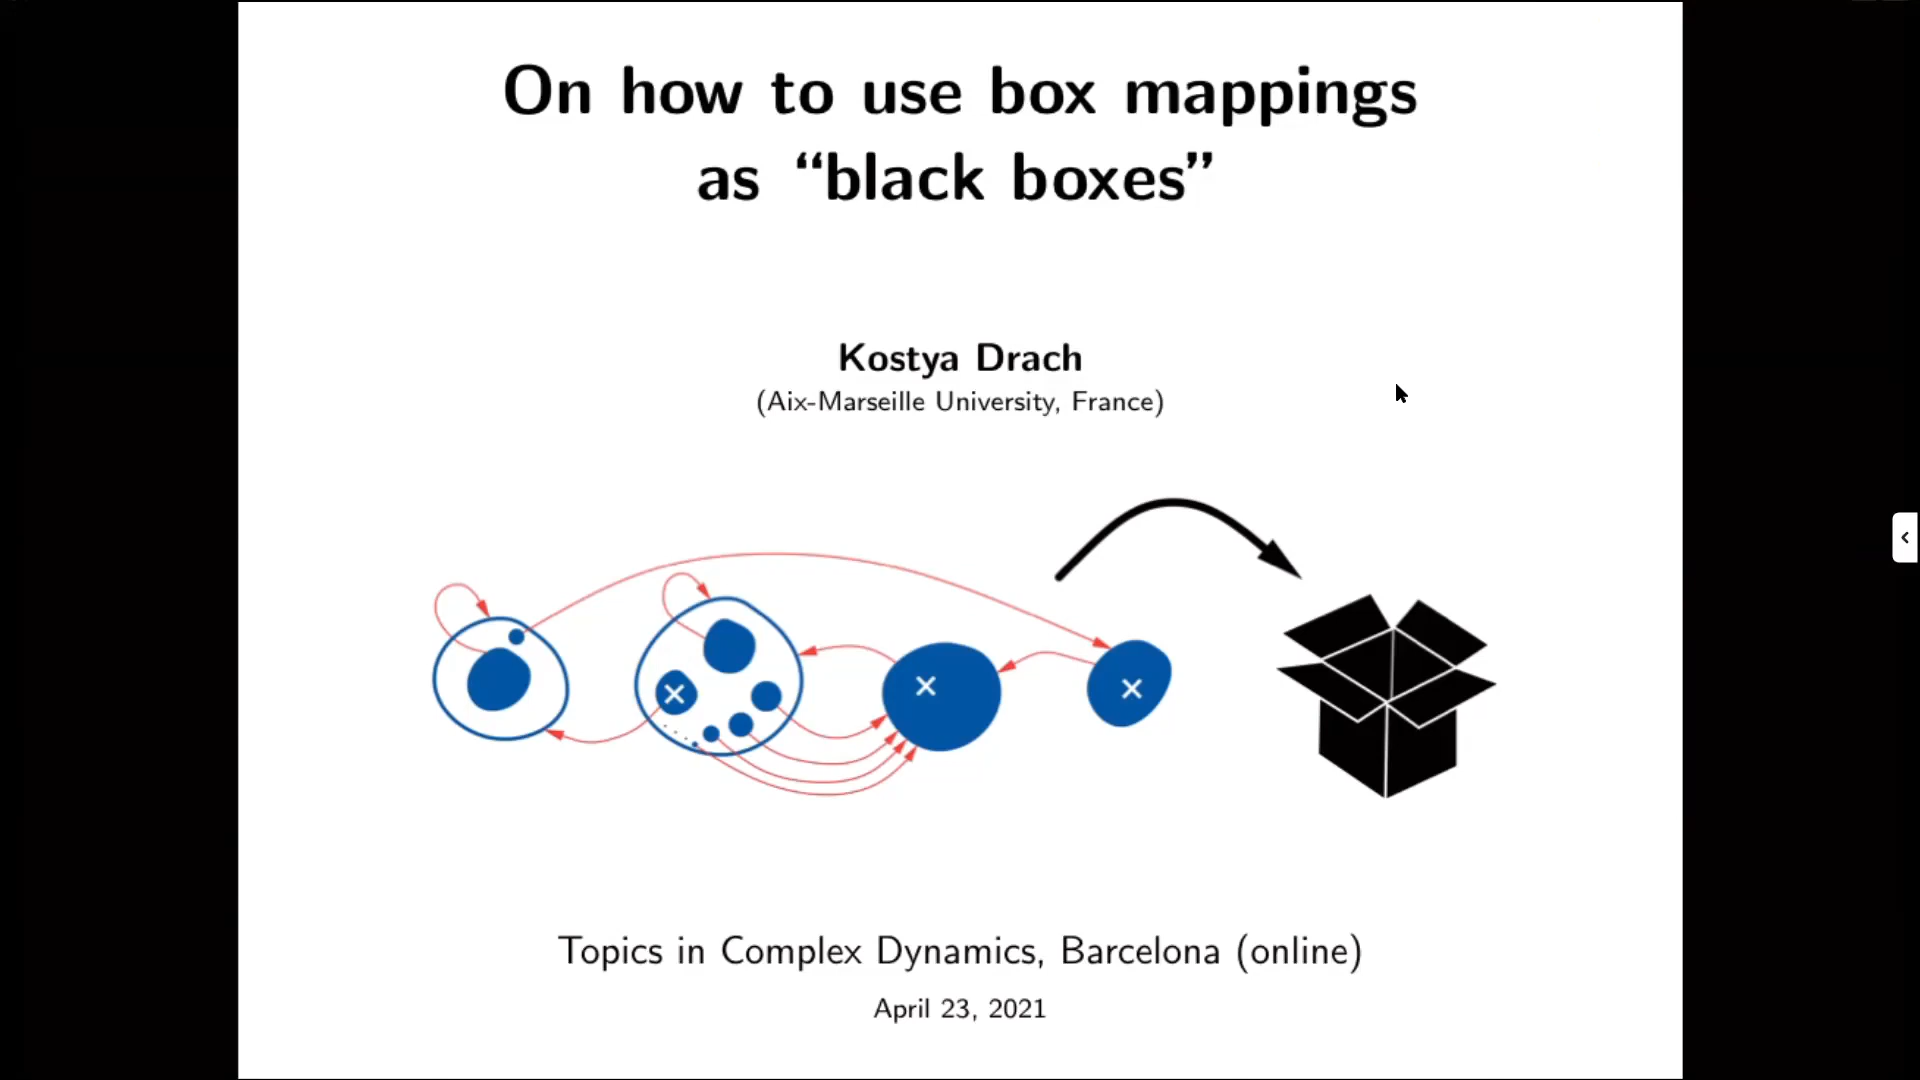 On how to use box mappings
as “black boxes”
Kostya Drach
(Aix-Marseille University, France)
Topics in Complex Dynamics, Barcelona (online)
April 23, 2021